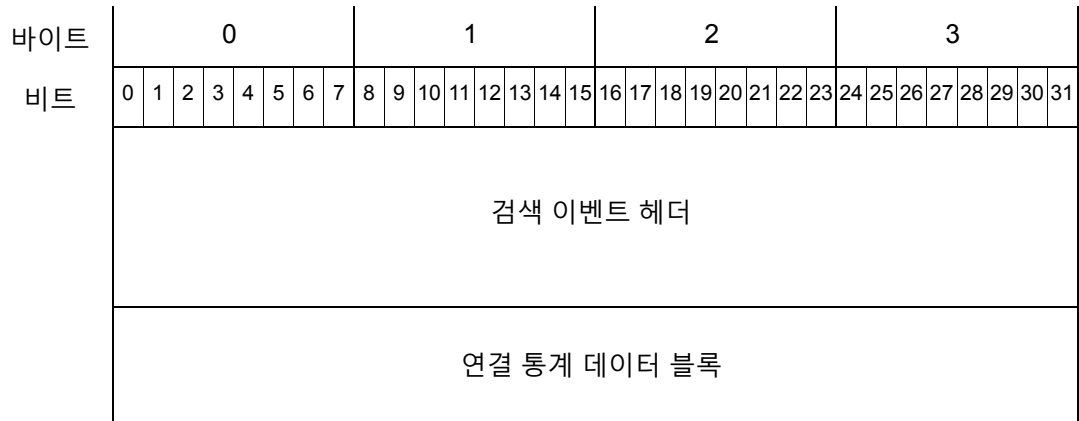 바이트 0 1 2 3
비트 0 1 2 3 4 5 6 7 8 9 10 11 12 13 14 15 16 17 18 19 20 21 22 23 24 25 26 27 28 29 30 31
검색 이벤트 헤더
연결 통계 데이터 블록